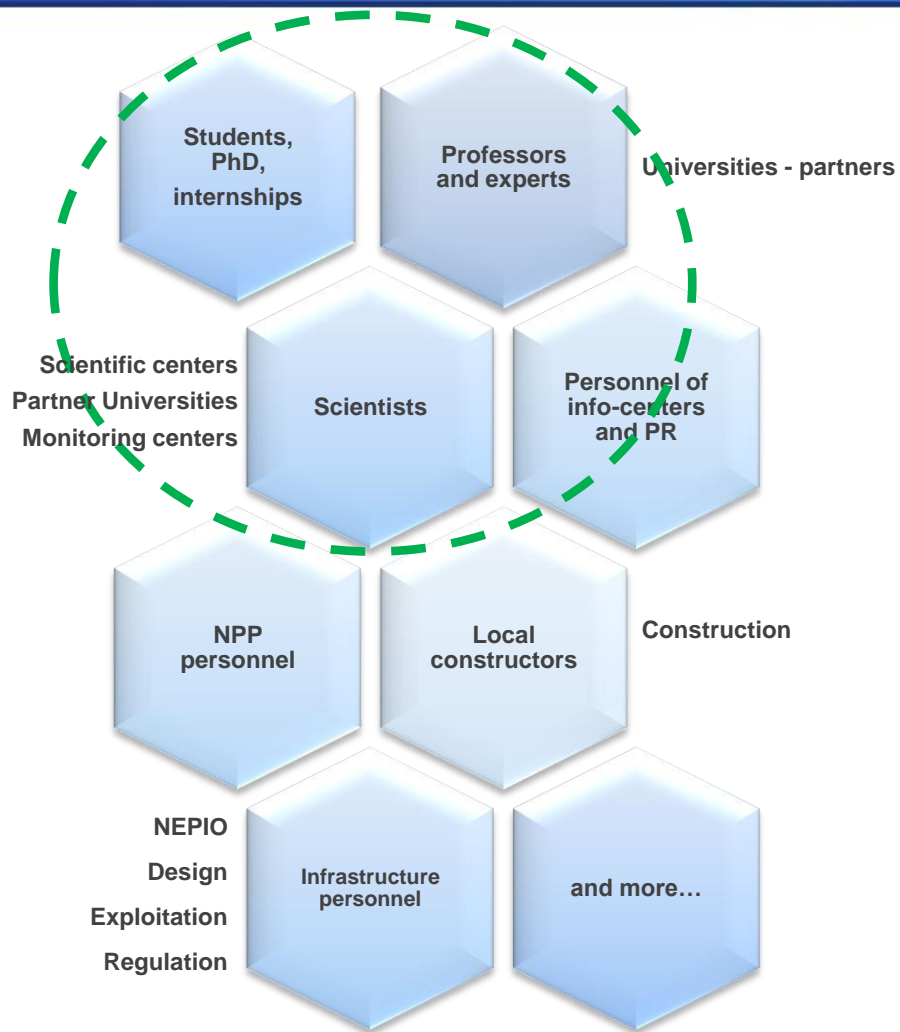 Students,
PhD,
internships
Professors
and experts
Universities - partners
Scientific centers
Partner Universities
Monitoring centers
Scientists
Personnel of
info-centers
and PR
NPP
personnel
Local
constructors
Construction
NEPIO
Design
Exploitation
Regulation
Infrastructure
personnel
and more…